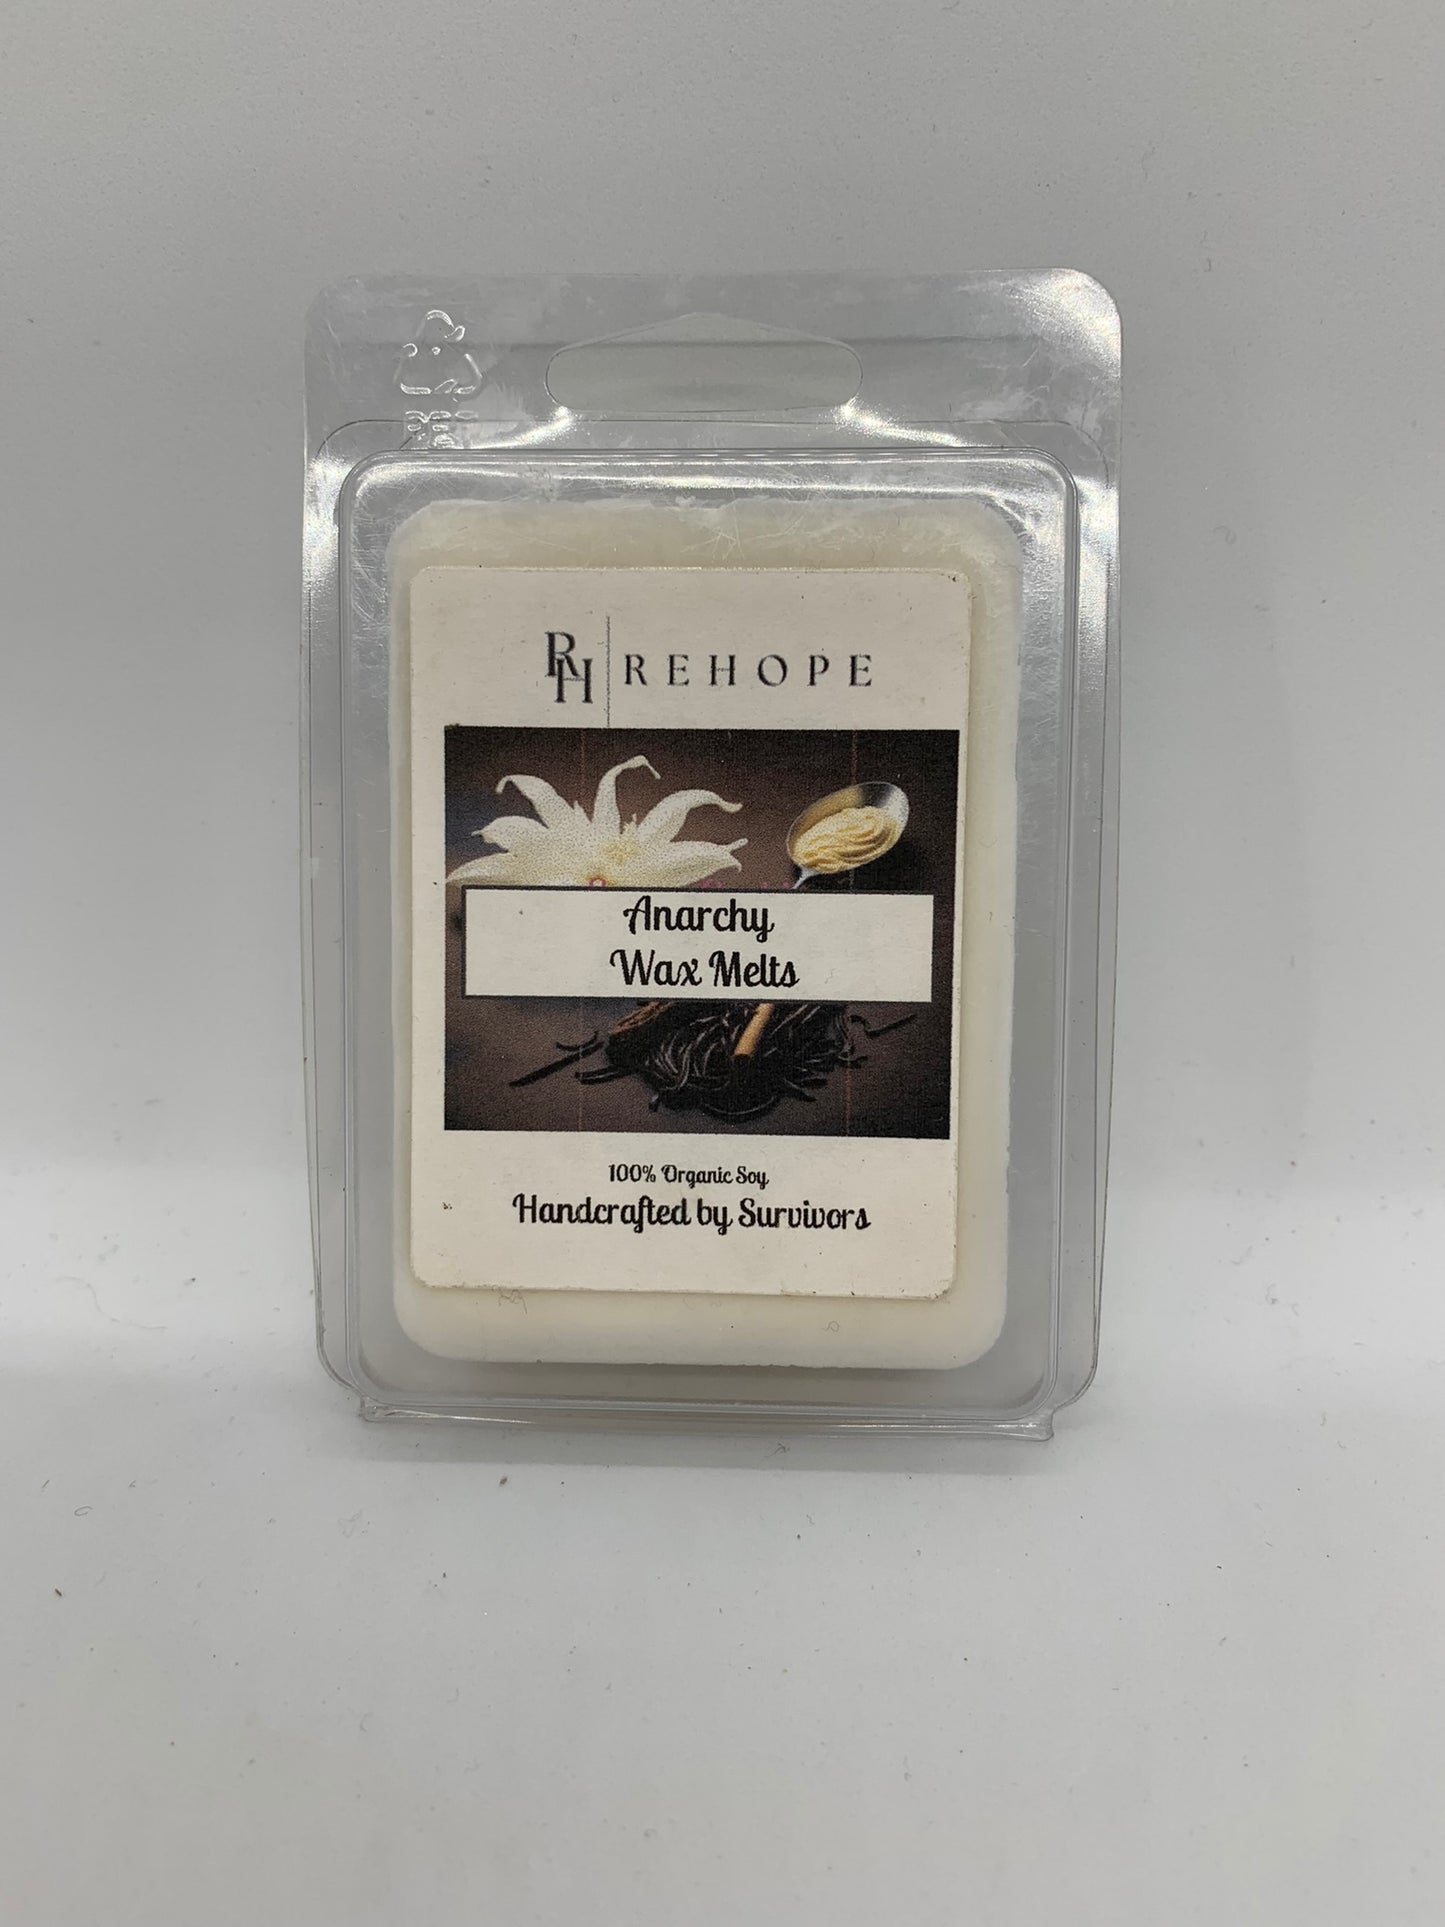 RH REHOPE
Anarchy
Wax Melts
100% Organic Soy
Handcrafted by Survivors